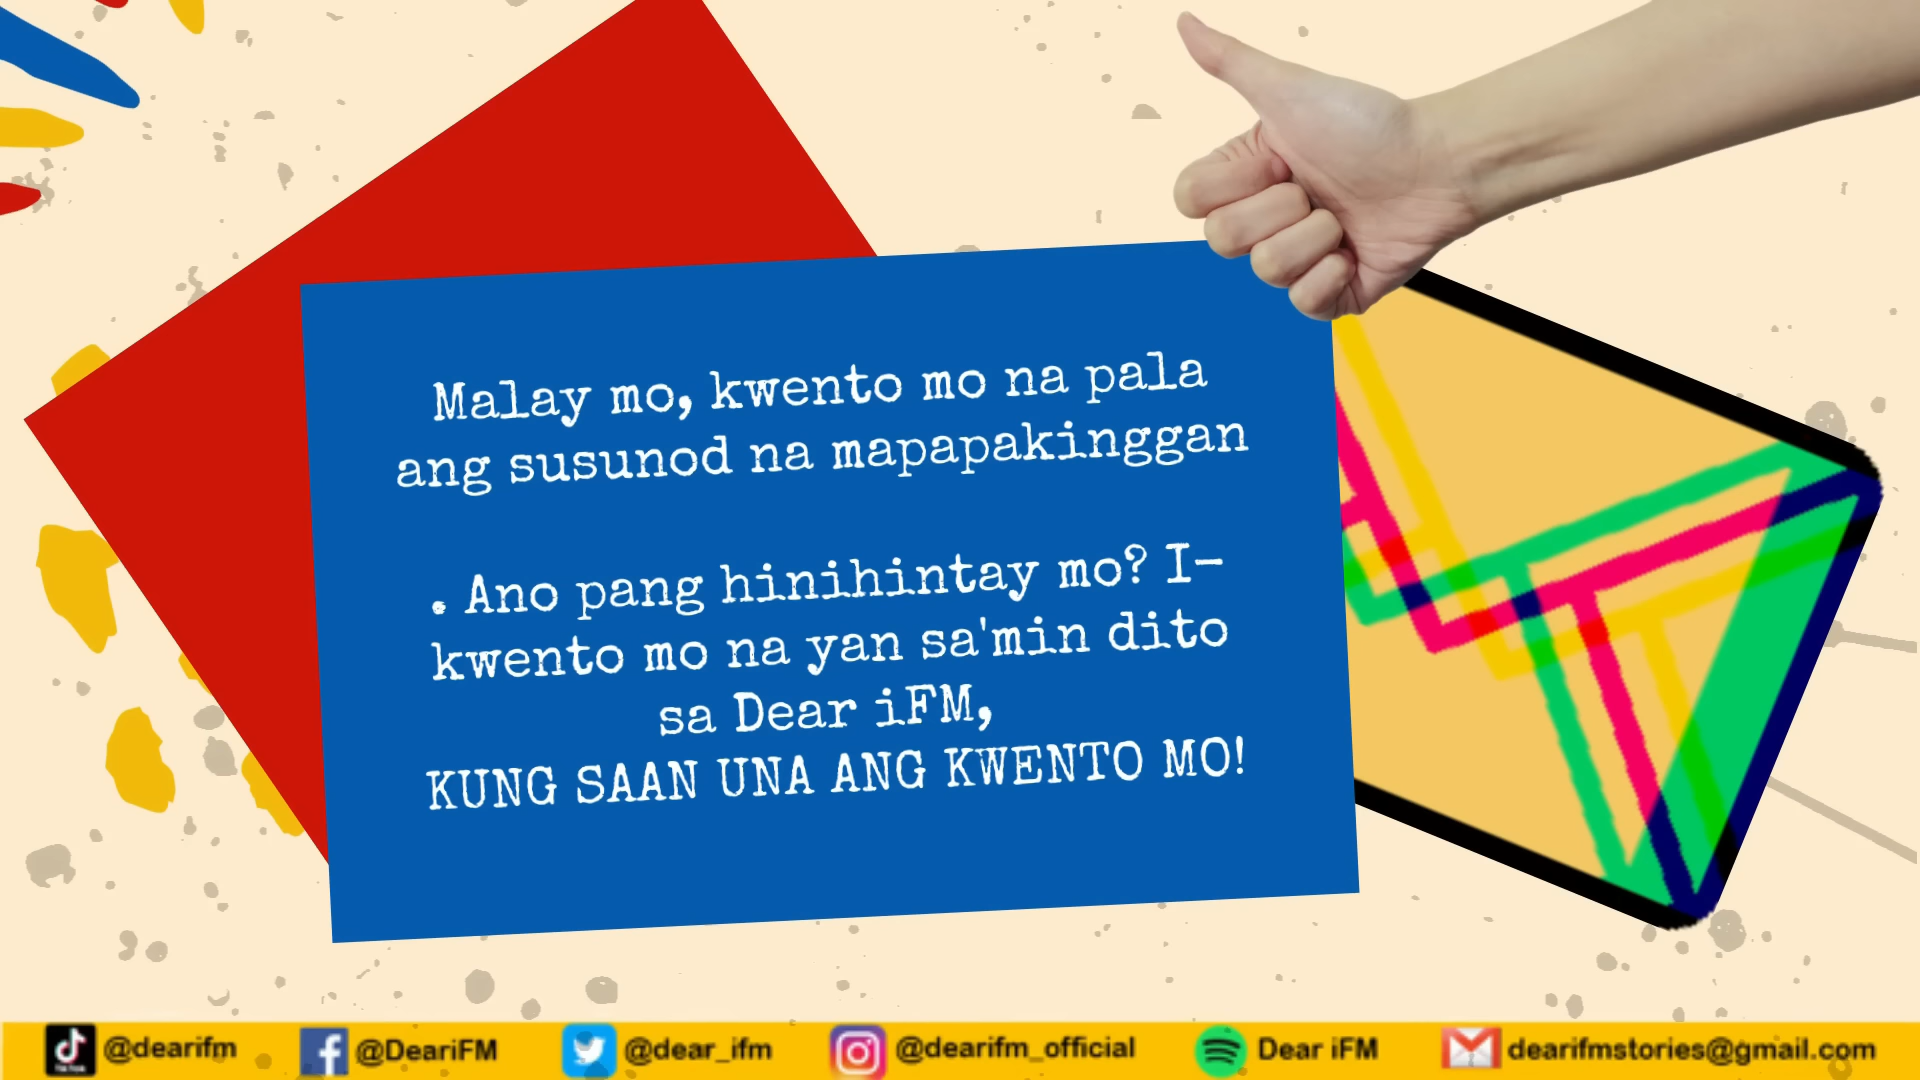 Malay mo, kwento mo na pala
ang susunod na mapapakinggan
. Ano pang hinihintay mo? I-
kwento mo na yan sa'min dito
sa Dear iFM,
KUNG SAAN UNA ANG KWENTO MO!
@dearifm
@DeariFM
@dear_ifm
@dearifm_official
Dear iFM
dearifmstories@gmail.com